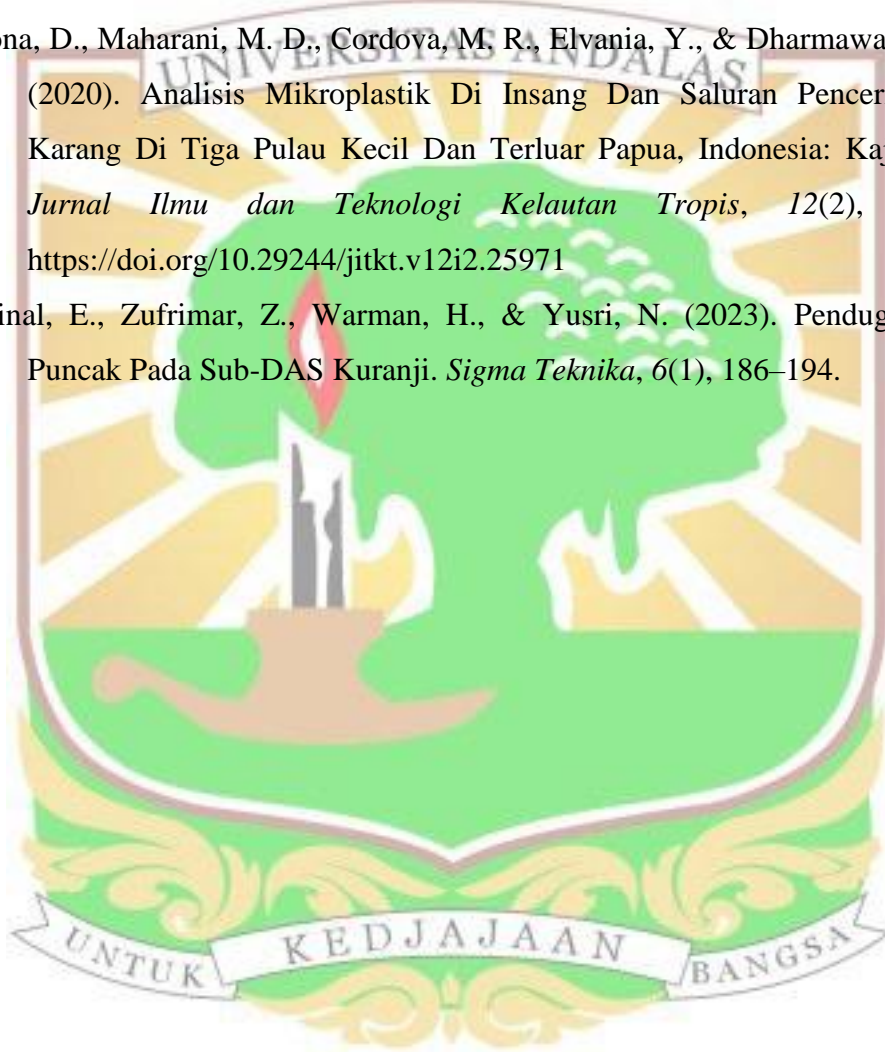 ona, D., Maharani, M. D., Cordova, M. R., Elvania, Y., & Dharmawa
UNIVERSITAS ANDALAS
(2020). Analisis Mikroplastik Di Insang Dan Saluran Pencer
Karang Di Tiga Pulau Kecil Dan Terluar Papua, Indonesia: Kaj
Jurnal Ilmu dan Teknologi Kelautan Tropis, 12(2),
https://doi.org/10.29244/jitkt.v12i2.25971
inal, E., Zufrimar, Z., Warman, H., & Yusri, N. (2023). Pendug
Puncak Pada Sub-DAS Kuranji. Sigma Teknika, 6(1), 186–194.
UNTUK KEDJAJAAN BANGSA